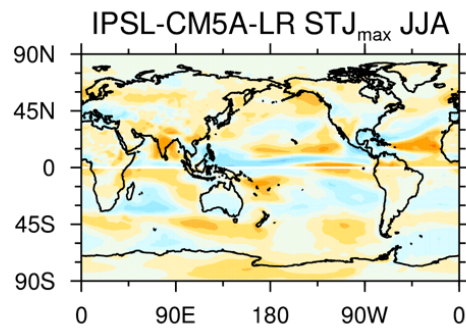 IPSL-CM5A-LR STJmax JJA
90N
45N
0
45S
90S
0 90E 180 90W 0